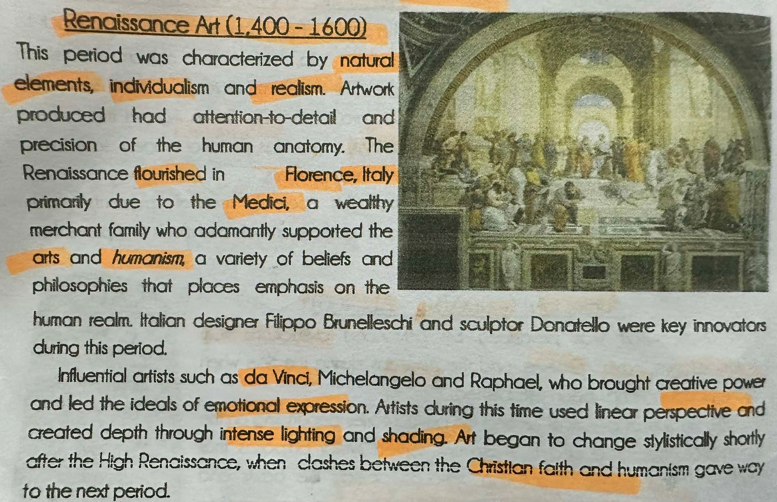 Renaissance Art (1,400 - 1600)
This period was characterized by natural
elements, individualism and realism. Artwork
produced had attention-to-detail and
precision of the human anatomy. The
Renaissance flourished in Florence, Italy
primarily due to the Medici, a wealthy
merchant family who adamantly supported the
arts and humanism, a variety of beliefs and
philosophies that places emphasis on the
human realm. Italian designer Filippo Brunelleschi and sculptor Donatello were key innovators
during this period.
Influential artists such as da Vinci, Michelangelo and Raphael, who brought creative power
and led the ideals of emotional expression. Artists during this time used linear perspective and
created depth through intense lighting and shading. Art began to change stylistically shortly
after the High Renaissance, when clashes between the Christian faith and humanism gave way
to the next period.